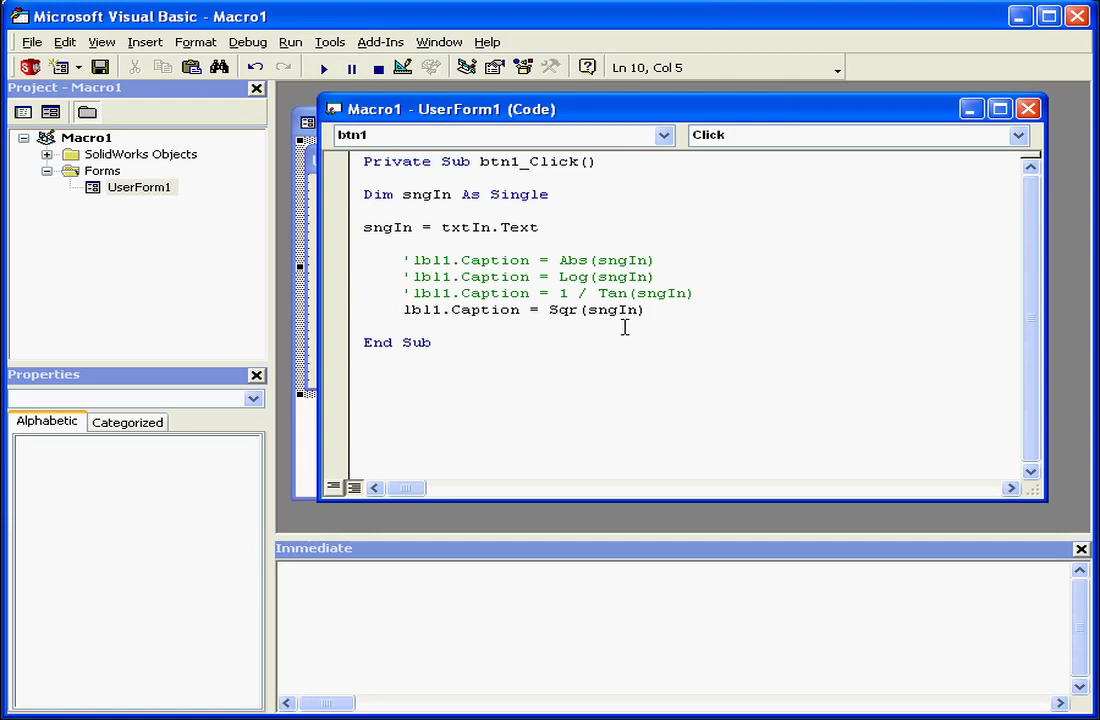 Microsoft Visual Basic - Macro1
File Edit View Insert Format Debug Run Tools Add-Ins Window Help
Ln 10, Col 5
Project - Macro1
Macro1
SolidWorks Objects
Forms
UserForm1
Properties
Alphabetic Categorized
Macro1 - UserForm1 (Code)
btn1 Click
Private Sub btn1_Click()
Dim sngIn As Single
sngIn = txtIn.Text
'lbl1.Caption = Abs(sngIn)
'lbl1.Caption = Log(sngIn)
'lbl1.Caption = 1 / Tan(sngIn)
lbl1.Caption = Sqr(sngIn)
End Sub
Immediate